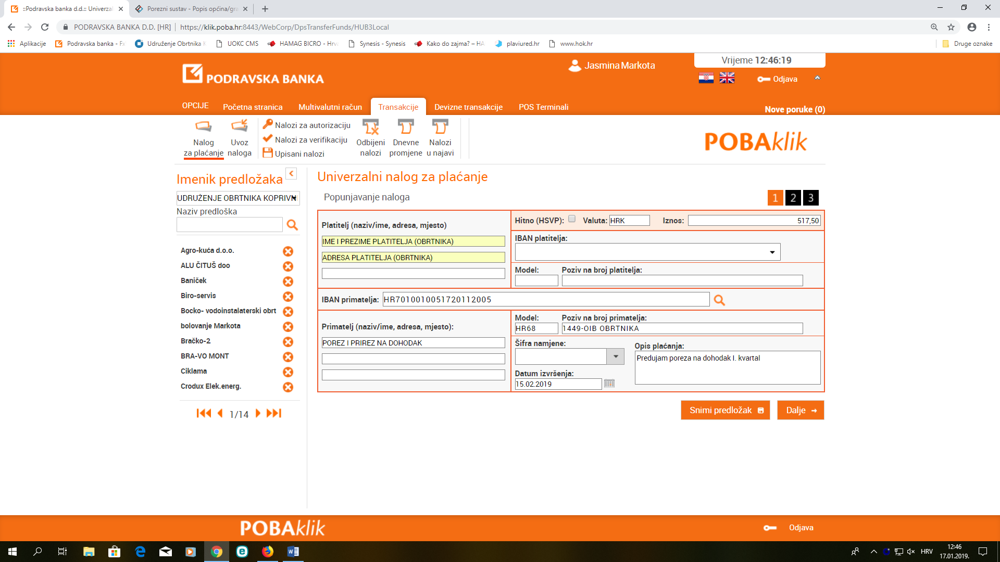 ::Podravska banka d.d.:: Univerza
Porezni sustav - Popis općina/gra
PODRAVSKA BANKA D.D. [HR]
https://klik.poba.hr:8443/WebCorp/DpsTransferFunds/HUB3Local
Aplikacije
Podravska banka - Fx
Udruženje Obrtnika K
UOKC CMS
HAMAG BICRO - Hrva
Synesis - Synesis
Kako do zajma? – HA
plaviured.hr
www.hok.hr
Druge oznake
PODRAVSKA BANKA
Jasmina Markota
Vrijeme 12:46:19
Odjava
OPCIJE
Početna stranica
Multivalutni račun
Transakcije
Devizne transakcije
POS Terminali
Nove poruke (0)
Nalog
za plaćanje
Uvoz
naloga
Nalozi za autorizaciju
Nalozi za verifikaciju
Upisani nalozi
Odbijeni
nalozi
Dnevne
promjene
Nalozi
u najavi
POBAklik
Imenik predložaka
UDRUŽENJE OBRTNIKA KOPRIVN
Naziv predloška
Agro-kuća d.o.o.
ALU ČITUŠ doo
Baniček
Biro-servis
Bocko- vodoinstalaterski obrt
bolovanje Markota
Bračko-2
BRA-VO MONT
Ciklama
Crodux Elek.energ.
1/14
Univerzalni nalog za plaćanje
Popunjavanje naloga
1 2 3
Platitelj (naziv/ime, adresa, mjesto)
IME I PREZIME PLATITELJA (OBRTNIKA)
ADRESA PLATITELJA (OBRTNIKA)
Hitno (HSVP):
Valuta: HRK
Iznos: 517,50
IBAN platitelja:
Model:
Poziv na broj platitelja:
IBAN primatelja: HR7010010051720112005
Primatelj (naziv/ime, adresa, mjesto):
POREZ I PRIREZ NA DOHODAK
Model:
HR68
Poziv na broj primatelja:
1449-OIB OBRTNIKA
Šifra namjene:
Datum izvršenja:
15.02.2019
Opis plaćanja:
Predujam poreza na dohodak I. kvartal
Snimi predložak
Dalje
POBAklik
Odjava
HRV
12:46
17.01.2019.